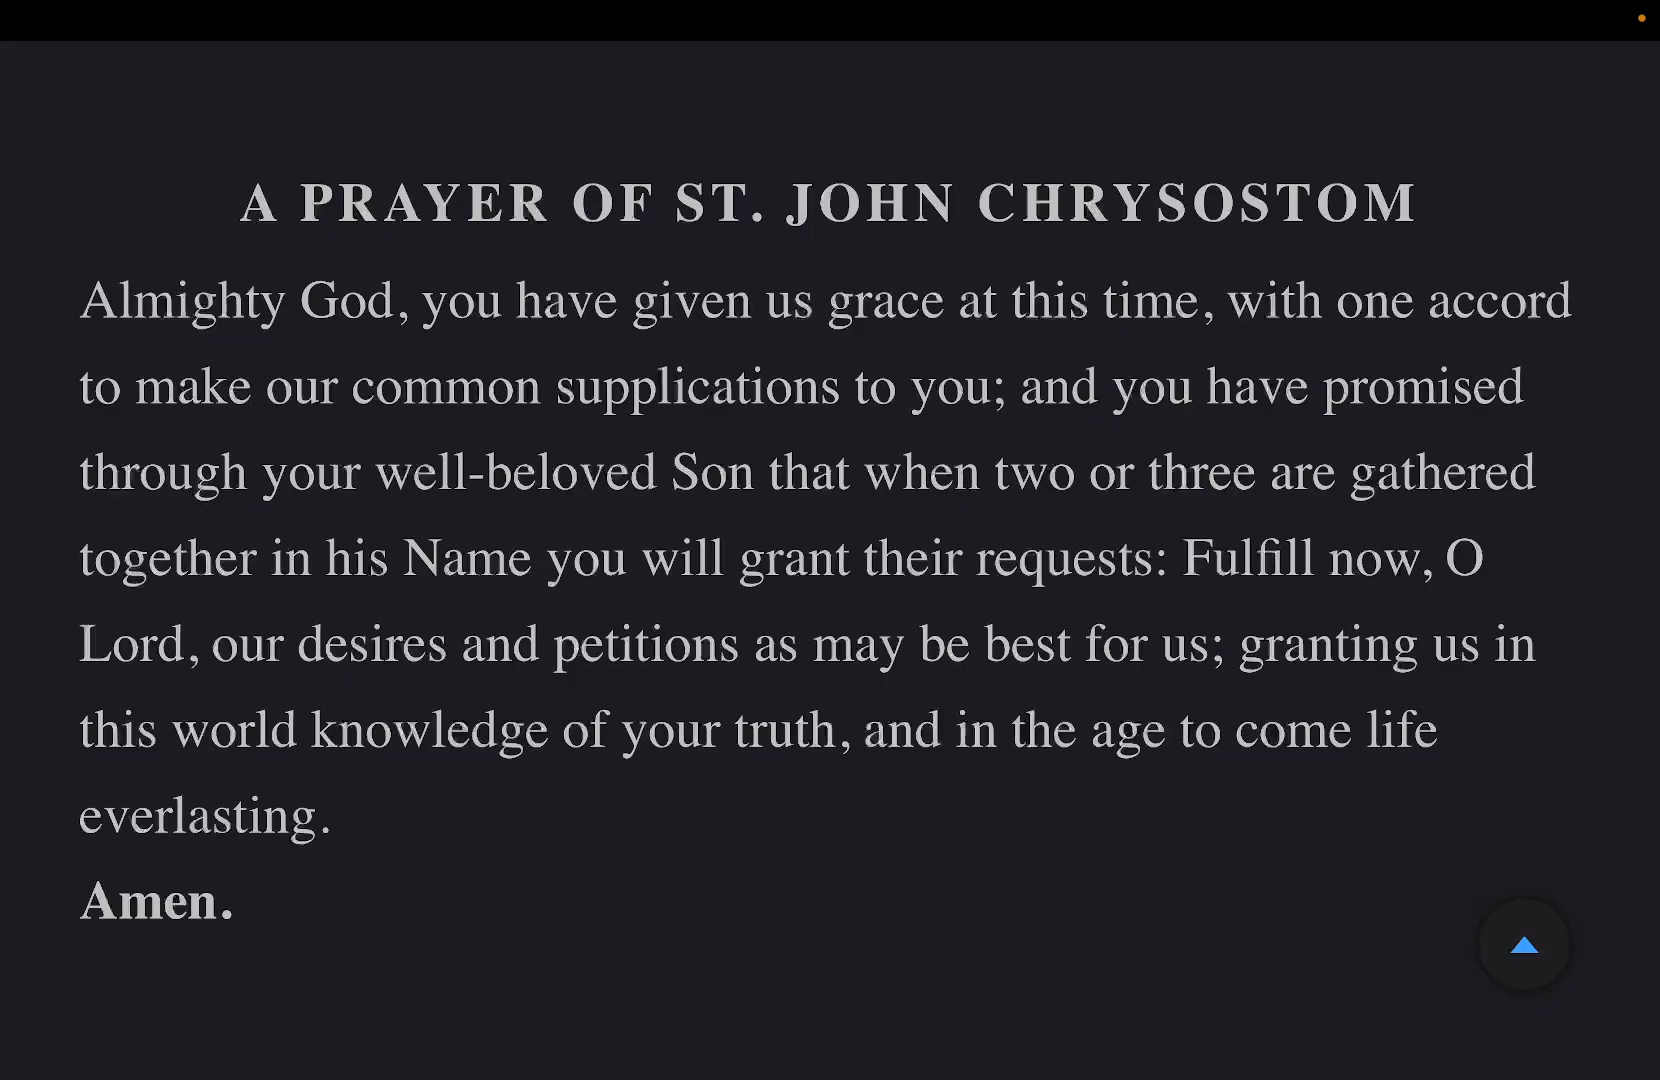 A PRAYER OF ST. JOHN CHRYSOSTOM
Almighty God, you have given us grace at this time, with one accord
to make our common supplications to you; and you have promised
through your well-beloved Son that when two or three are gathered
together in his Name you will grant their requests: Fulfill now, O
Lord, our desires and petitions as may be best for us; granting us in
this world knowledge of your truth, and in the age to come life
everlasting.
Amen.